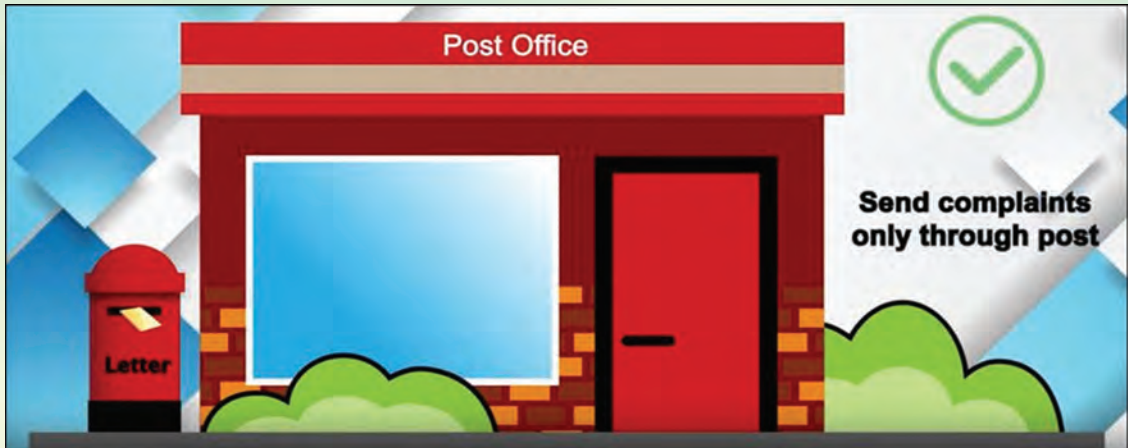 Post Office
Send complaints
only through post
Letter